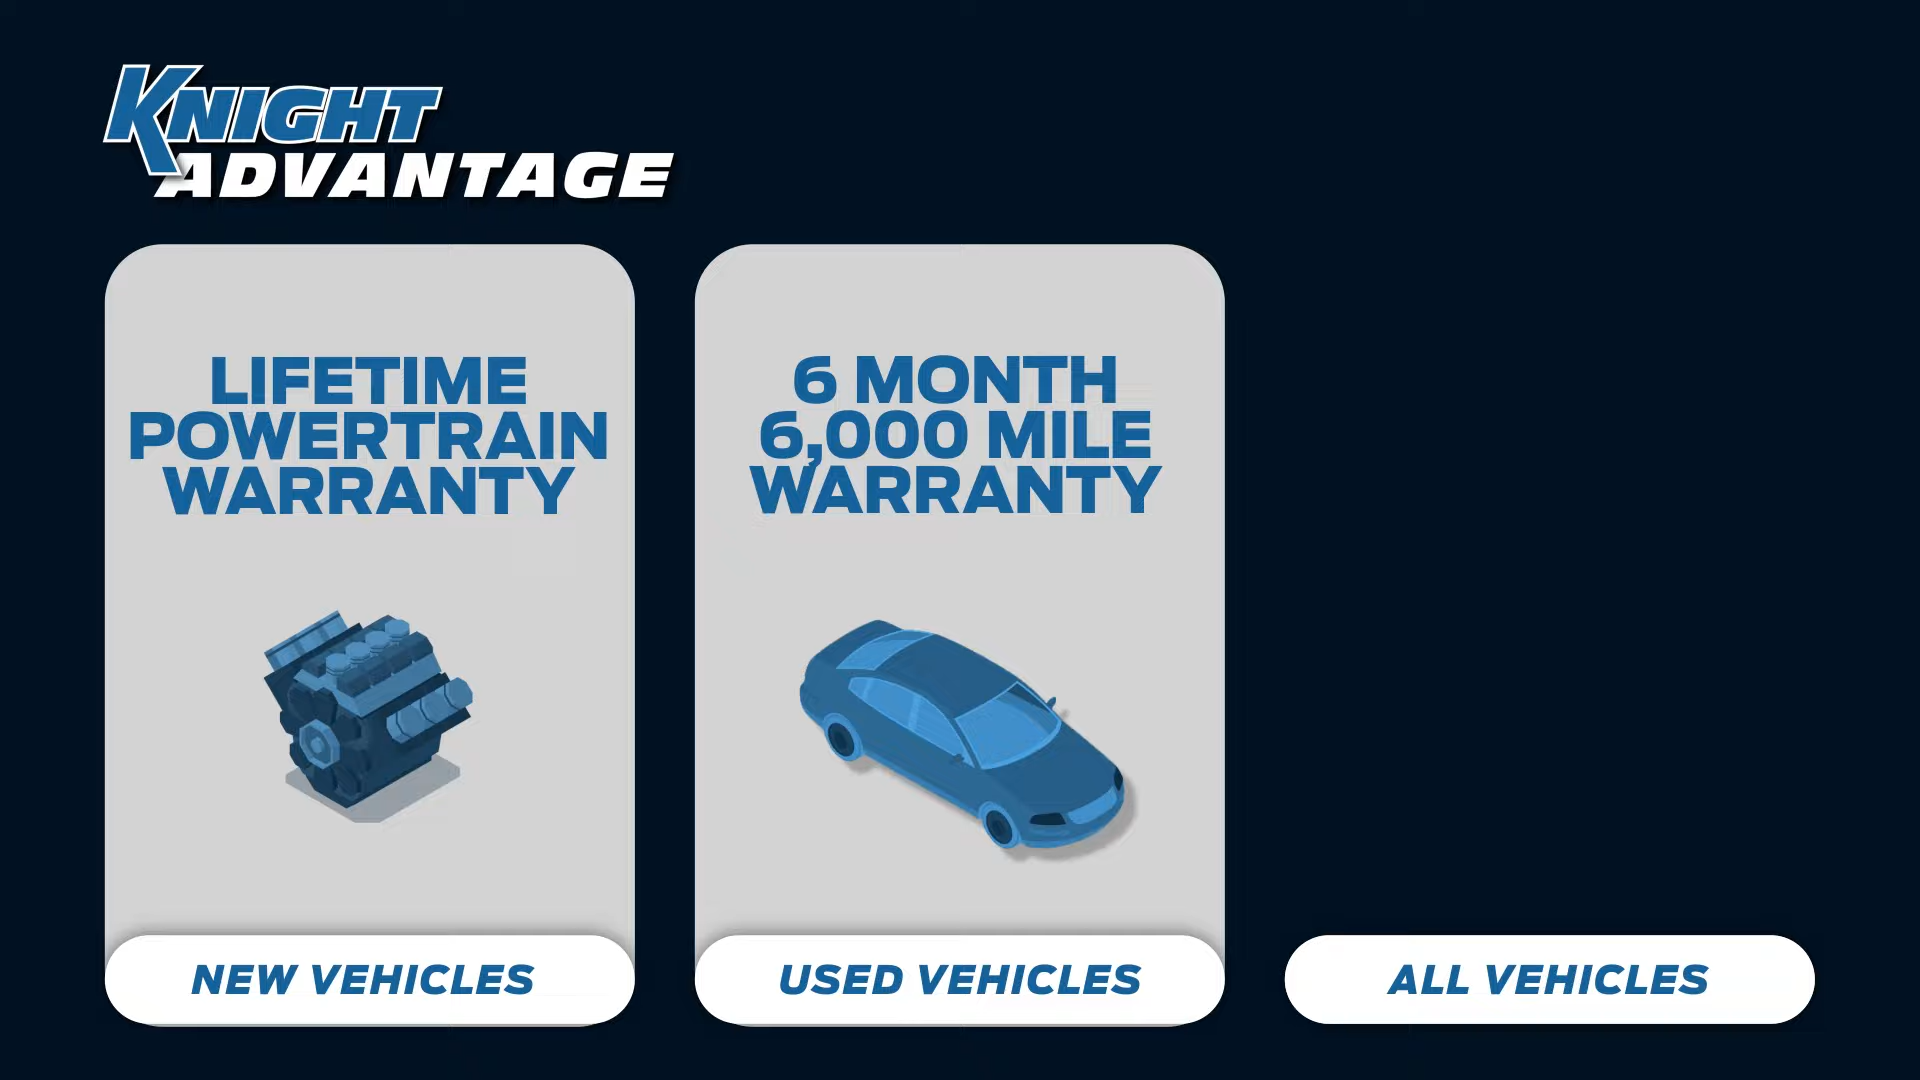 KNIGHT
ADVANTAGE
LIFETIME
POWERTRAIN
WARRANTY
NEW VEHICLES
6 MONTH
6,000 MILE
WARRANTY
USED VEHICLES
ALL VEHICLES